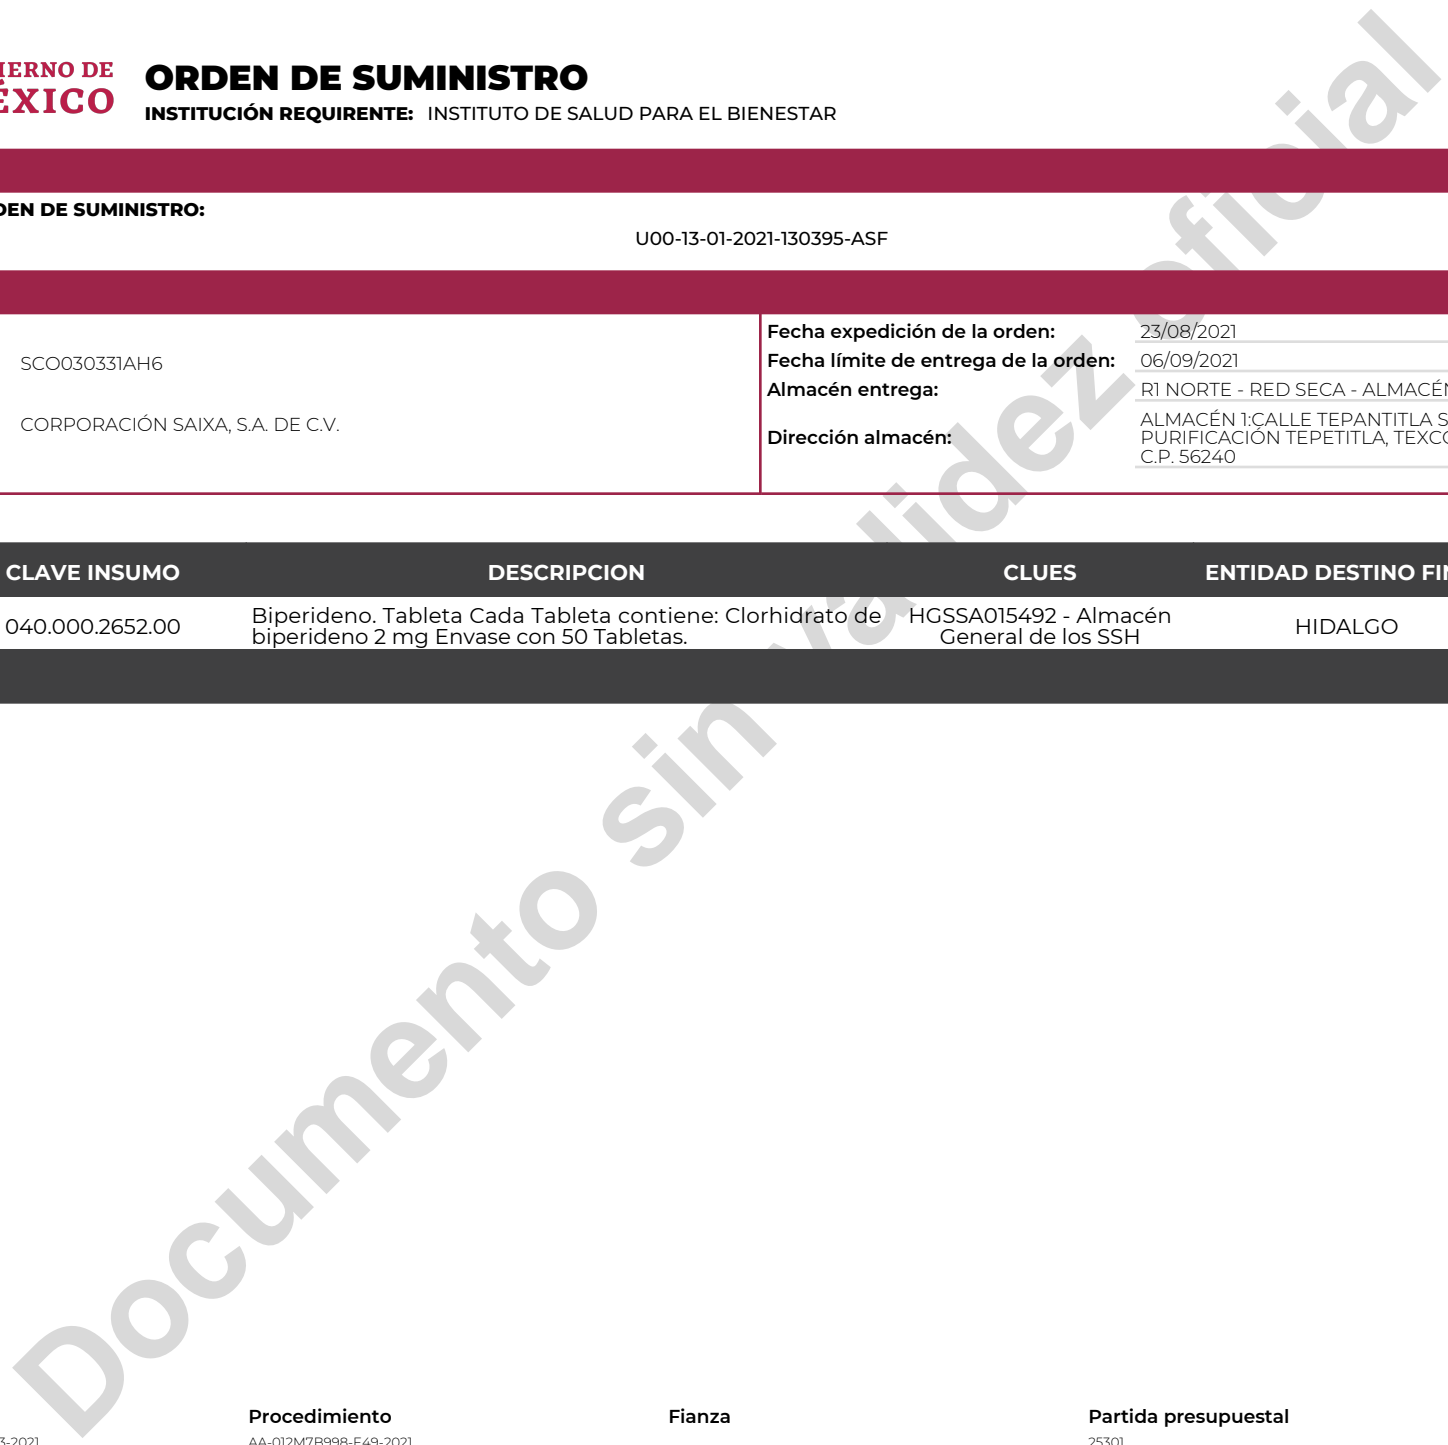 ORDEN DE SUMINISTRO
INSTITUCIÓN REQUIRENTE: INSTITUTO DE SALUD PARA EL BIENESTAR
DE
MÉXICO
DE SUMINISTRO:
U00-13-01-2021-130395-ASF
SCO030331AH6
CORPORACIÓN SAIXA, S.A. DE C.V.
Fecha expedición de la orden: 23/08/2021
Fecha límite de entrega de la orden: 06/09/2021
Almacén entrega: R1 NORTE - RED SECA - ALMACÉN
Dirección almacén: ALMACÉN 1:CALLE TEPANTITLA S
PURIFICACIÓN TEPETITLA,
C.P. 56240
CLAVE INSUMO DESCRIPCION CLUES ENTIDAD DESTINO
040.000.2652.00 Biperideno. Tableta Cada Tableta contiene: Clorhidrato de biperideno 2 mg Envase con 50 Tabletas. HGSSA015492 - Almacén General de los SSH HIDALGO
Documento sin validez oficial
Procedimiento Fianza Partida presupuestal
AA-012M7B998-E49-2021 25301